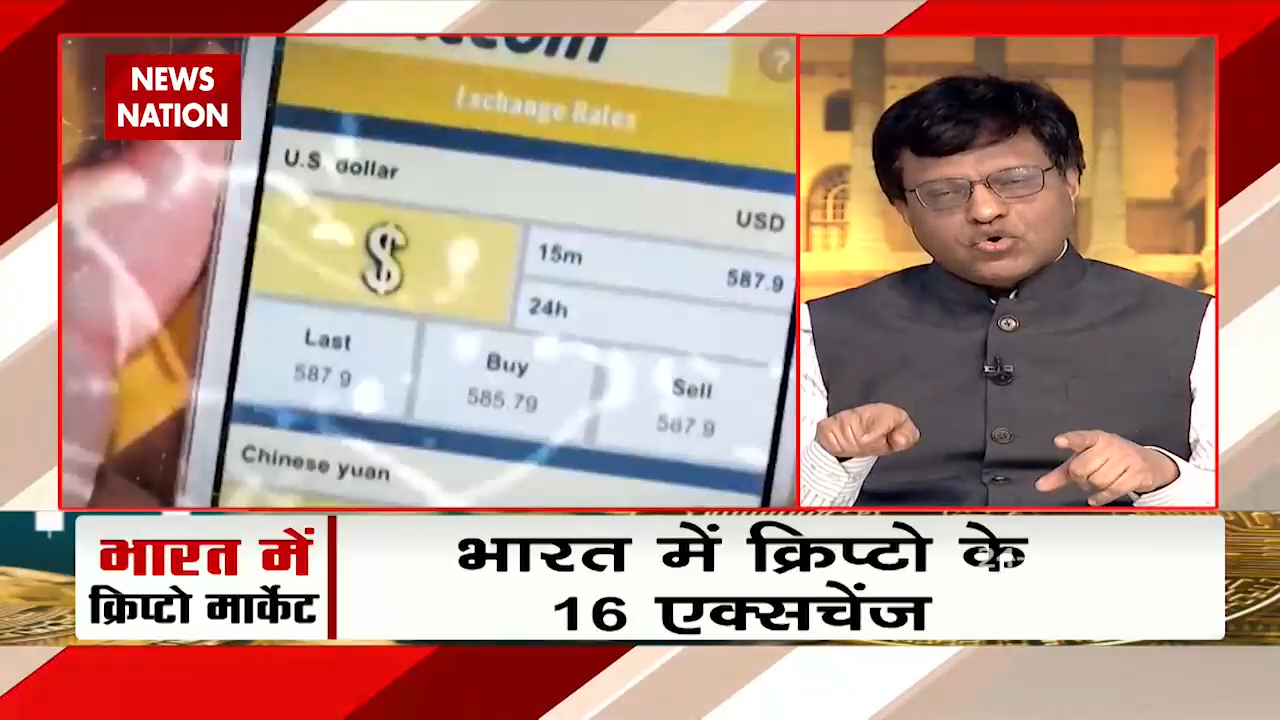 NEWS
NATION
Exchange Rates
U.S. dollar
USD
$
15m
587.9
24h
Last
587.9
Buy
585.79
Sell
587.9
Chinese yuan
?
भारत में
क्रिप्टो मार्केट
भारत में क्रिप्टो के
16 एक्सचेंज